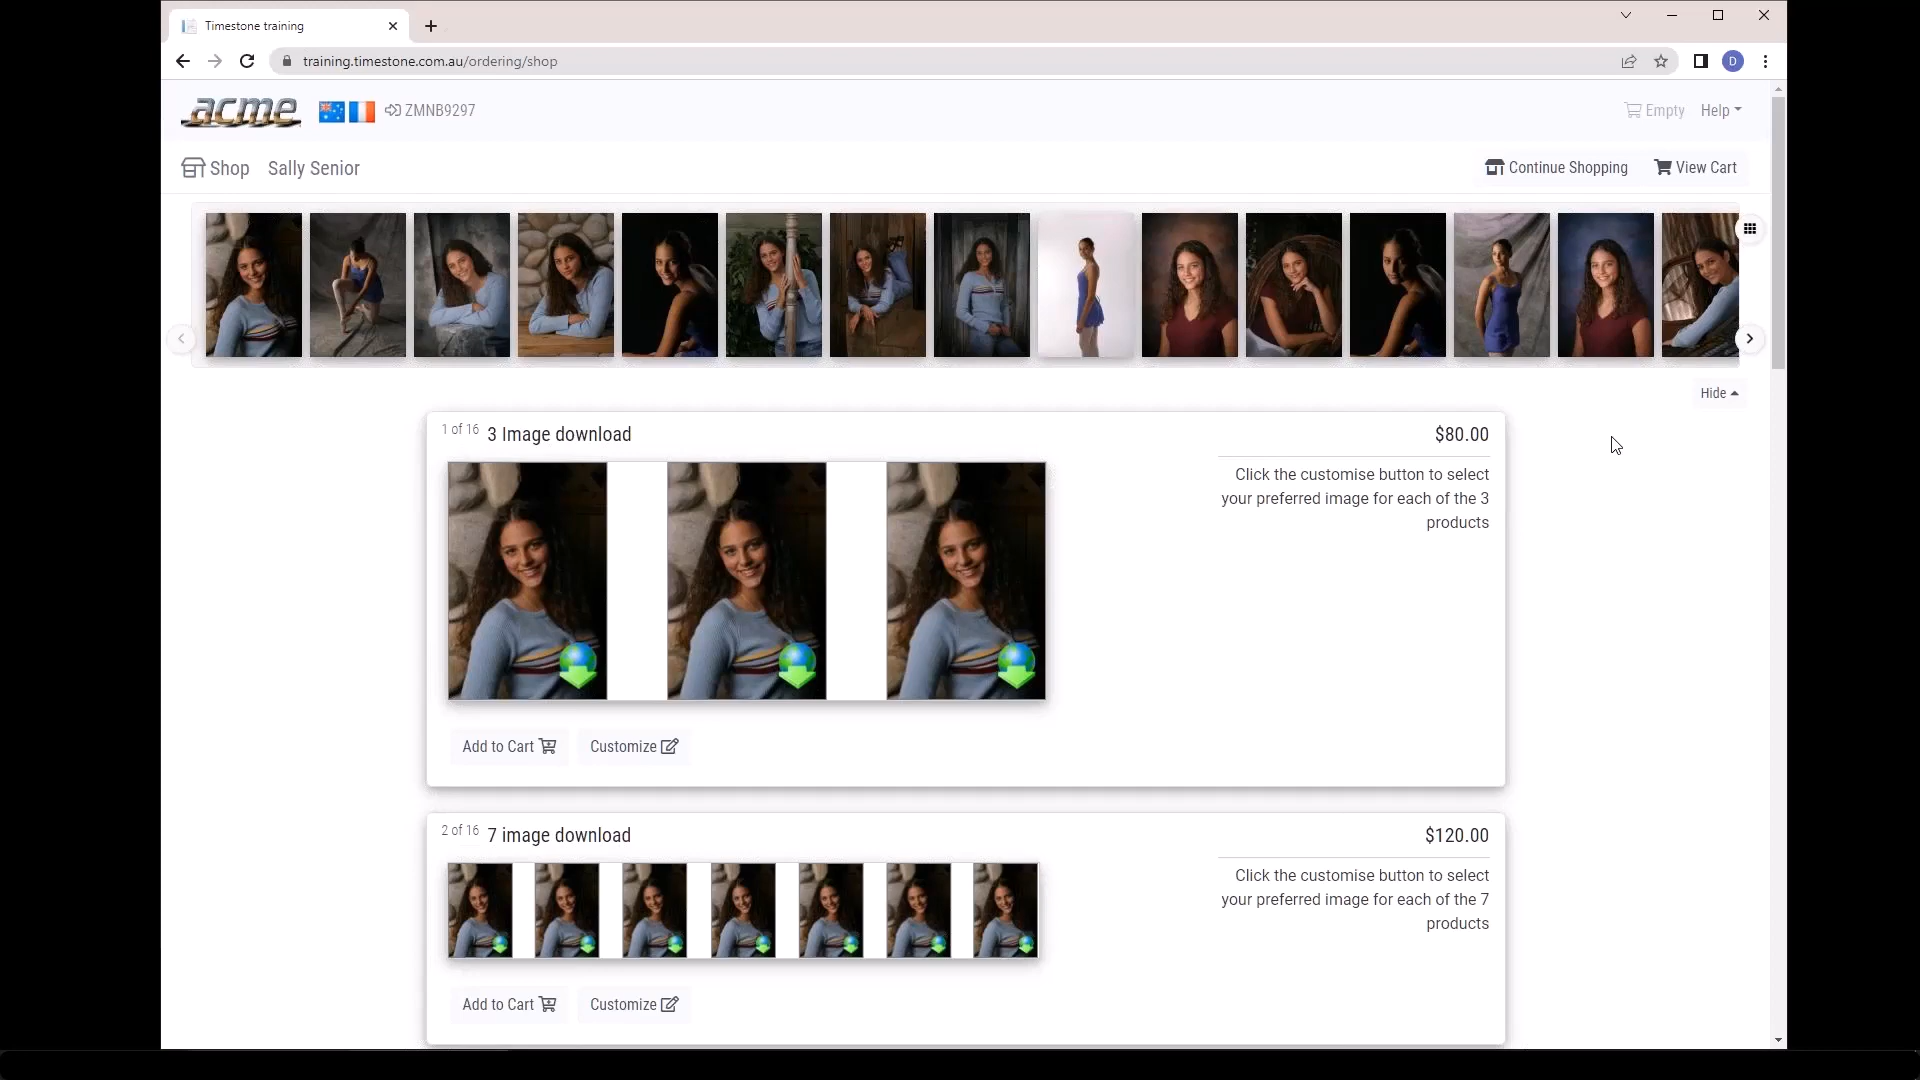 Timestone training
training.timestone.com.au/ordering/shop
D
acme
ZMNB9297
Empty
Help
Shop
Sally Senior
Continue Shopping
View Cart
Hide
1 of 16
3 Image download
$80.00
Click the customise button to select
your preferred image for each of the 3
products
Add to Cart
Customize
2 of 16
7 image download
$120.00
Click the customise button to select
your preferred image for each of the 7
products
Add to Cart
Customize